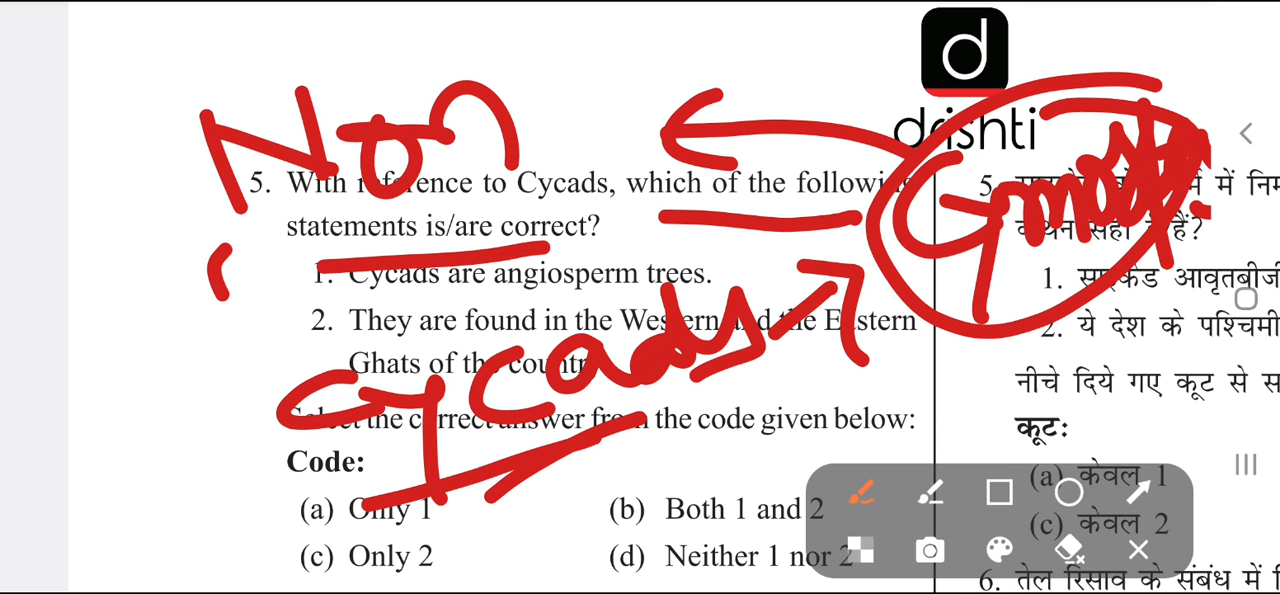 d
drishti
Non
5. With reference to Cycads, which of the following
statements is/are correct?
1. Cycads are angiosperm trees.
2. They are found in the Western and the Eastern
Ghats of the country.
cycads
Select the correct answer from the code given below:
Code:
(a) Only 1
(b) Both 1 and 2
(c) Only 2
(d) Neither 1 nor 2
5.
में निम
हैं?
1. साइकैड आवृतबीजी
2. ये देश के पश्चिमी
नीचे दिये गए कूट से स
कूटः
(a) केवल 1
(c) केवल 2
6. तेल रिसाव के संबंध में